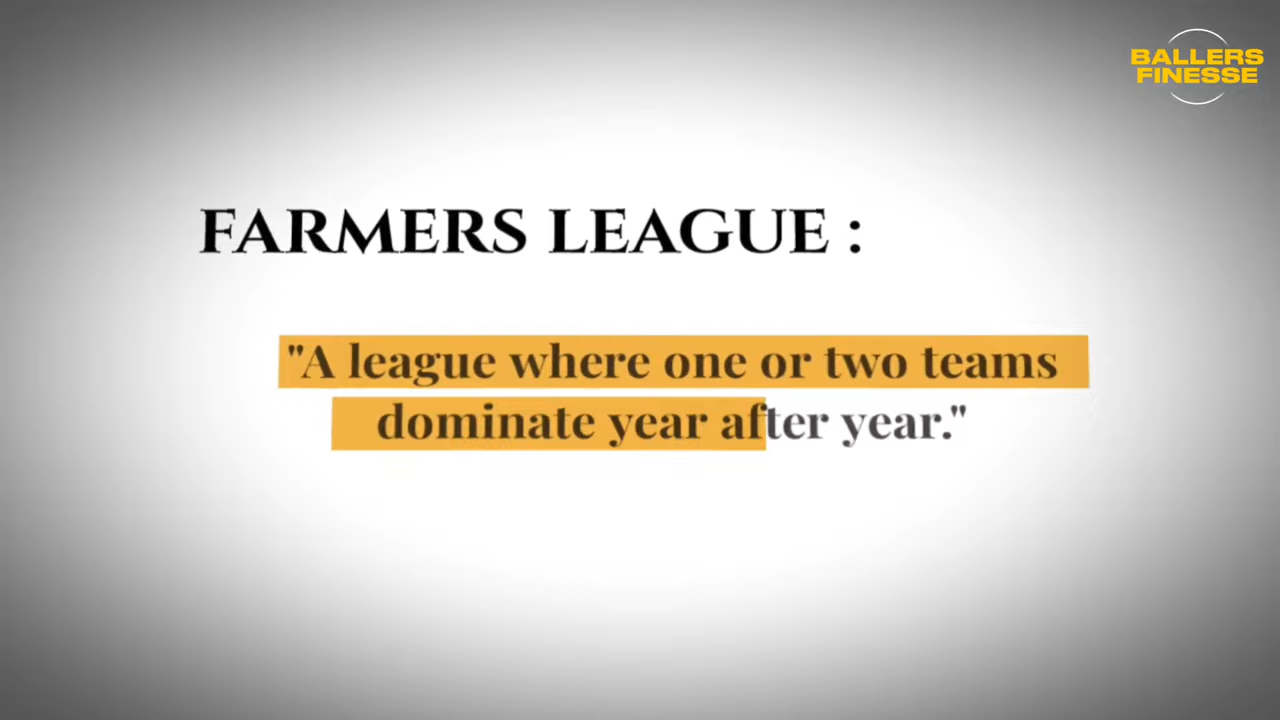 BALLERS
FINESSE
FARMERS LEAGUE :
"A league where one or two teams
dominate year after year."